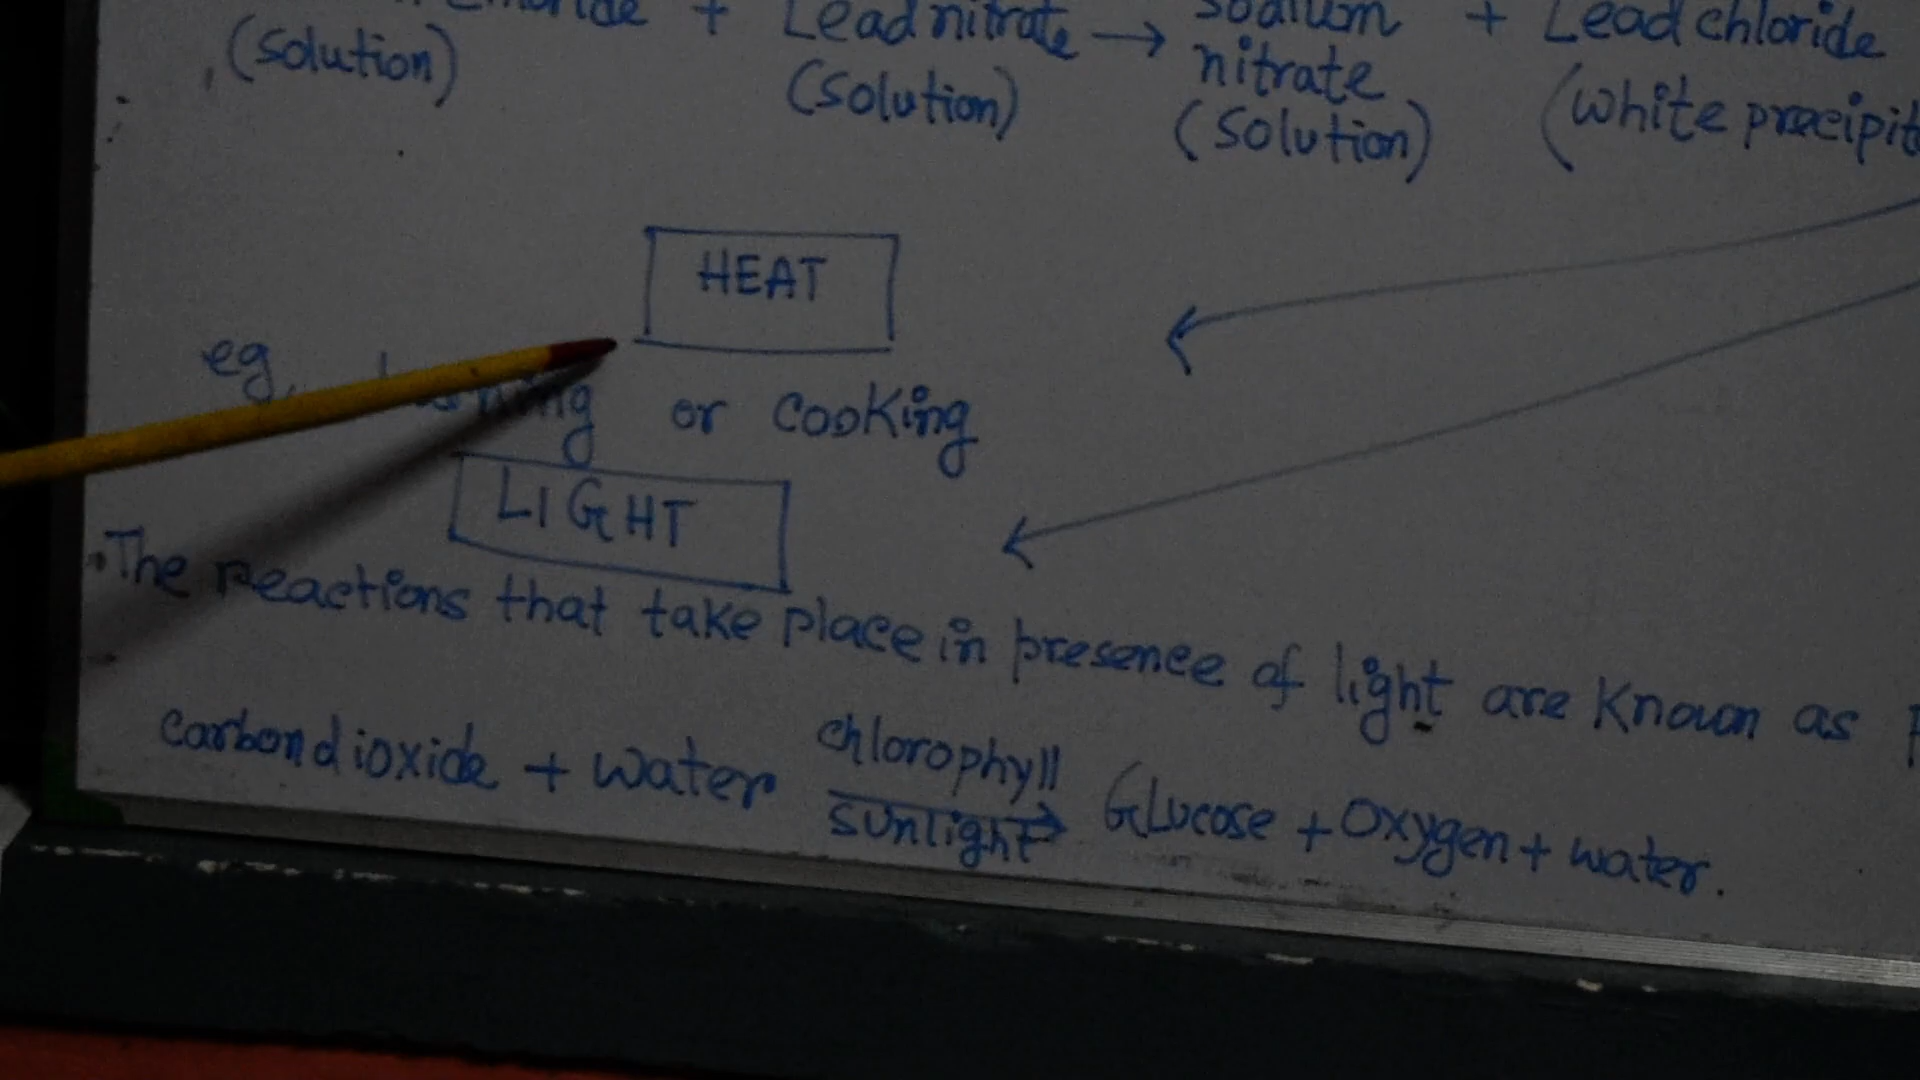 + Lead nitrate → sodium nitrate + Lead chloride
(solution) (solution) (solution) (white
HEAT
eg, or cooking
LIGHT
The reactions that take place in presence of light are known as
carbondioxide + water chlorophyll sunlight → Glucose + Oxygen + water.